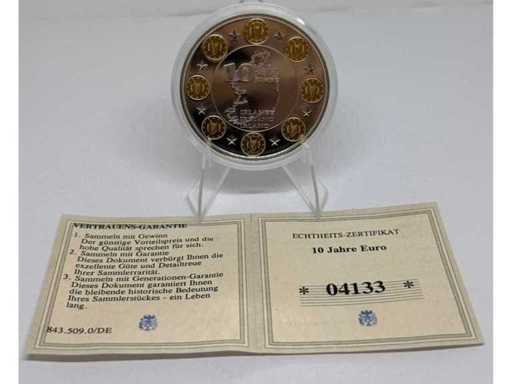 10
IRELAND
VERTRAUENS-GARANTIE
1. Sammeln mit Gewinn
Der günstige Vorteilspreis und die
hohe Qualität sprechen für sich.
2. Sammeln mit Garantie
Dieses Dokument verbürgt Ihnen die
exzellente Güte und Detailtreue
Ihrer Sammlerrarität.
3. Sammeln mit Generationen-Garantie
Dieses Dokument garantiert Ihnen
die bleibende historische Bedeutung
Ihres Sammlerstückes - ein Leben
lang.
843.509.0/DE
ECHTHEITS-ZERTIFIKAT
10 Jahre Euro
* 04133 *